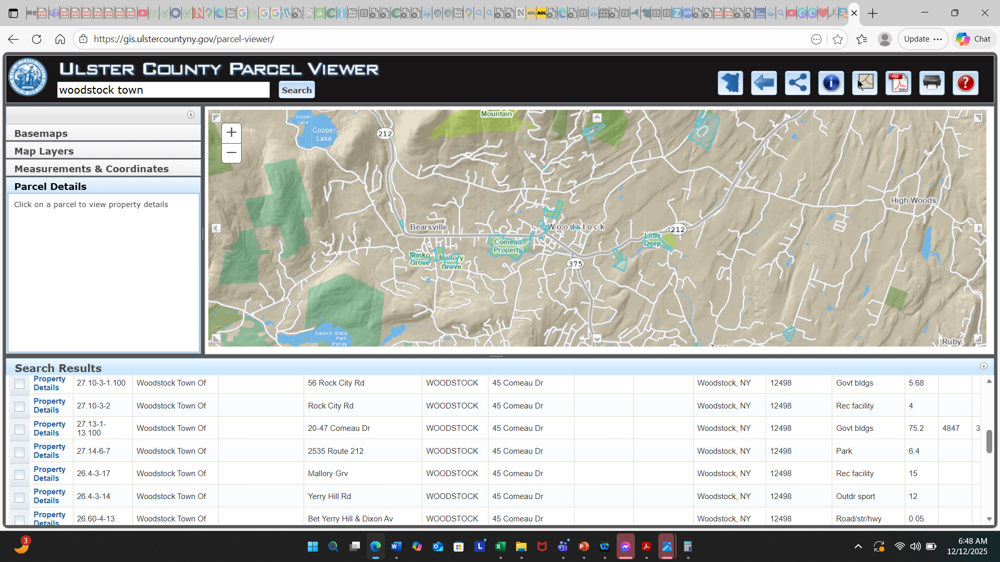 https://gis.ulstercountyny.gov/parcel-viewer/
Update
Chat
ULSTER COUNTY PARCEL VIEWER
woodstock town
Search
Basemaps
Map Layers
Measurements & Coordinates
Parcel Details
Click on a parcel to view property details
Mountain
Cooper
Lake
Cooper
Lake
212
High Woods
Bearsville
Woodstock
212
Comeau
Property
Little
Deep
Marko
Grove
Mallory
Grove
375
Catskill State
Park
Ponds
Ruby
Search Results
Property Details 27.10-3-1.100 Woodstock Town Of 56 Rock City Rd WOODSTOCK 45 Comeau Dr Woodstock, NY 12498 Govt bldgs 5.68
Property Details 27.10-3-2 Woodstock Town Of Rock City Rd WOODSTOCK 45 Comeau Dr Woodstock, NY 12498 Rec facility 4
Property Details 27.13-1-13.100 Woodstock Town Of 20-47 Comeau Dr WOODSTOCK 45 Comeau Dr Woodstock, NY 12498 Govt bldgs 75.2 4847 3
Property Details 27.14-6-7 Woodstock Town Of 2535 Route 212 WOODSTOCK 45 Comeau Dr Woodstock, NY 12498 Park 6.4
Property Details 26.4-3-17 Woodstock Town Of Mallory Grv WOODSTOCK 45 Comeau Dr Woodstock, NY 12498 Rec facility 15
Property Details 26.4-3-14 Woodstock Town Of Yerry Hill Rd WOODSTOCK 45 Comeau Dr Woodstock, NY 12498 Outdr sport 12
Property Details 26.60-4-13 Woodstock Town Of Bet Yerry Hill & Dixon Av WOODSTOCK 45 Comeau Dr Woodstock, NY 12498 Road/str/hwy 0.05
3
6:48 AM
12/12/2025